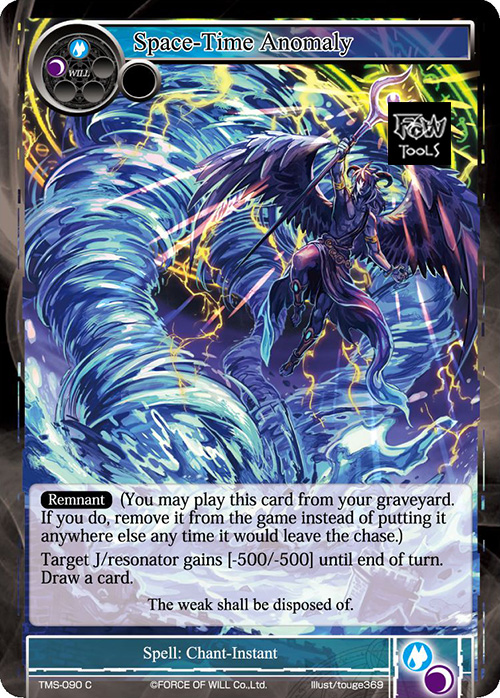 Space-Time Anomaly
WILL
FoW
TOOLS
Remnant (You may play this card from your graveyard.
If you do, remove it from the game instead of putting it
anywhere else any time it would leave the chase.)
Target J/resonator gains [-500/-500] until end of turn.
Draw a card.
The weak shall be disposed of.
Spell: Chant-Instant
TMS-090 C ©FORCE OF WILL Co.,Ltd. Illust/touge369